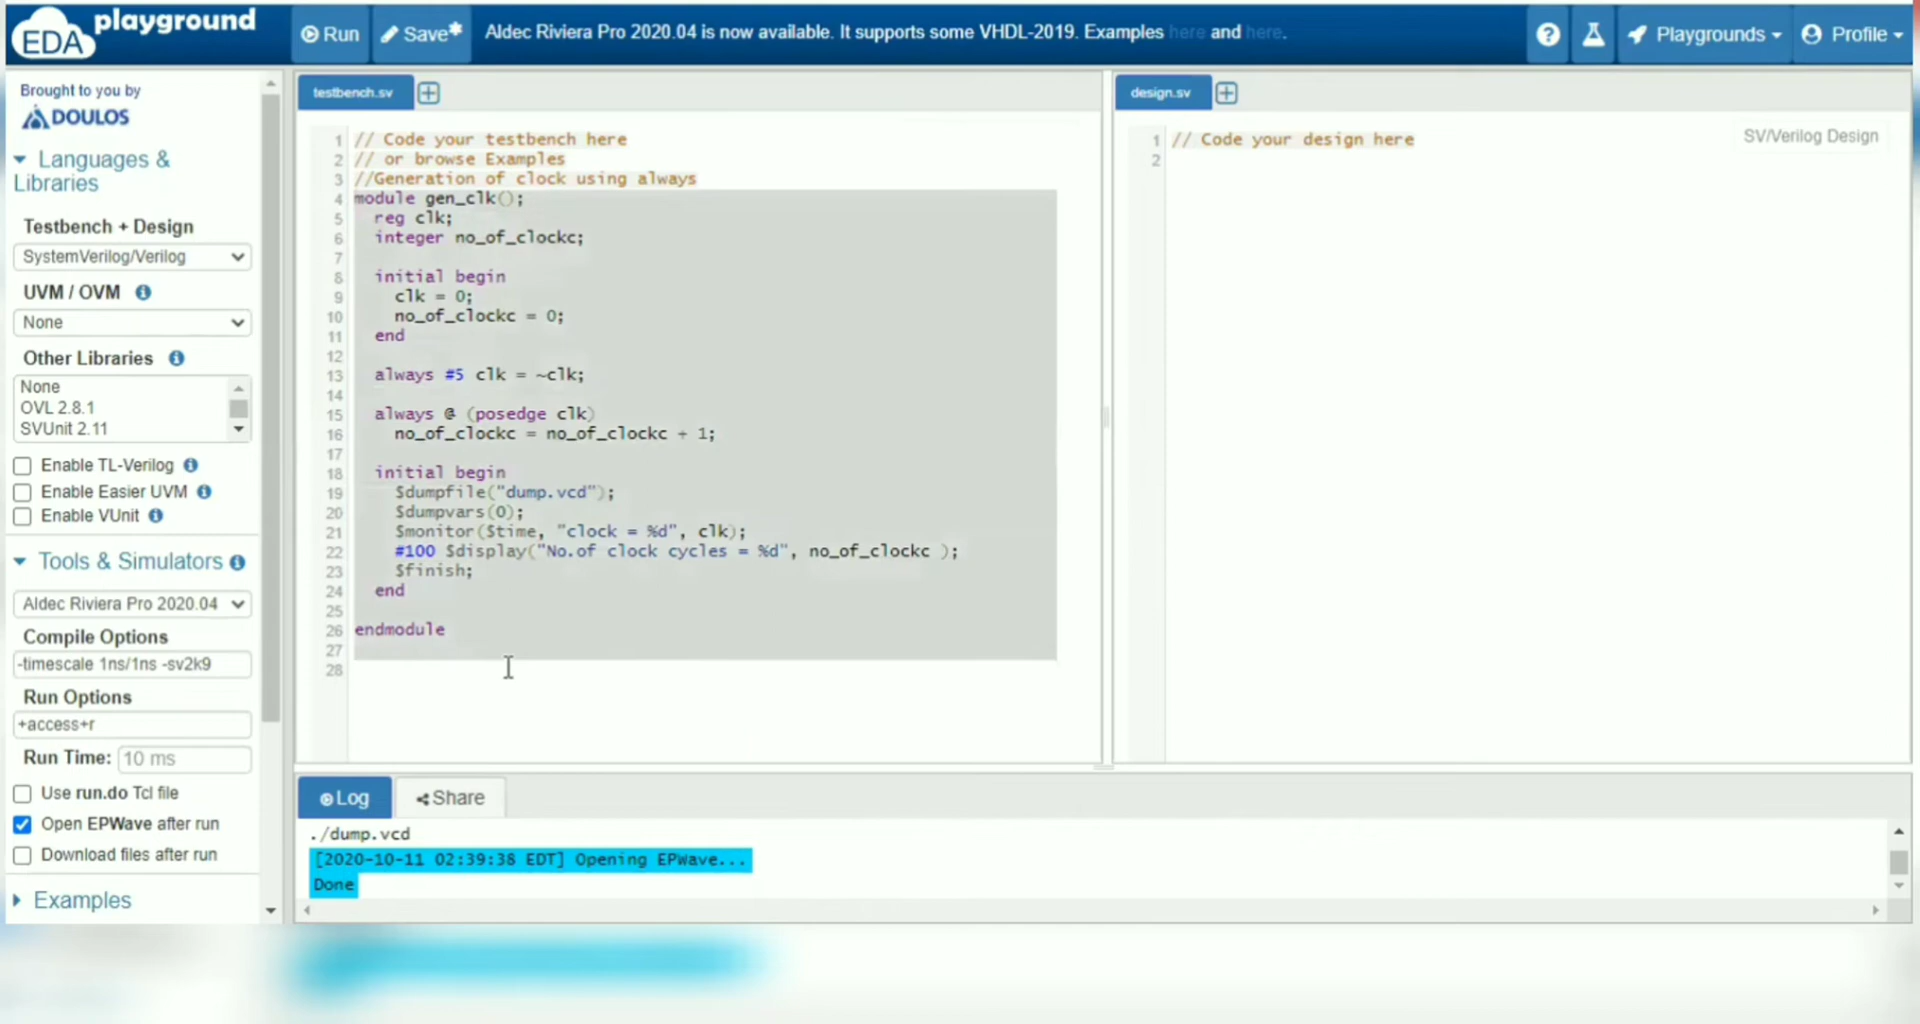 EDA playground
Run
Save*
Aldec Riviera Pro 2020.04 is now available. It supports some VHDL-2019. Examples here and here.
Playgrounds
Profile
Brought to you by
DOULOS
Languages &
Libraries
Testbench + Design
SystemVerilog/Verilog
UVM / OVM
None
Other Libraries
None
OVL 2.8.1
SVUnit 2.11
Enable TL-Verilog
Enable Easier UVM
Enable VUnit
Tools & Simulators
Aldec Riviera Pro 2020.04
Compile Options
-timescale 1ns/1ns -sv2k9
Run Options
+access+r
Run Time: 10 ms
Use run.do Tcl file
Open EPWave after run
Download files after run
Examples
testbench.sv
1 // Code your testbench here
2 // or browse Examples
3 //Generation of clock using always
4 module gen_clk();
5 reg clk;
6 integer no_of_clockc;
7
8 initial begin
9 clk = 0;
10 no_of_clockc = 0;
11 end
12
13 always #5 clk = ~clk;
14
15 always @ (posedge clk)
16 no_of_clockc = no_of_clockc + 1;
17
18 initial begin
19 $dumpfile("dump.vcd");
20 $dumpvars(0);
21 $monitor($time, "clock = %d", clk);
22 #100 $display("No.of clock cycles = %d", no_of_clockc );
23 $finish;
24 end
25
26 endmodule
27
28
design.sv
SV/Verilog Design
1 // Code your design here
2
Log
Share
./dump.vcd
[2020-10-11 02:39:38 EDT] Opening EPWave...
Done